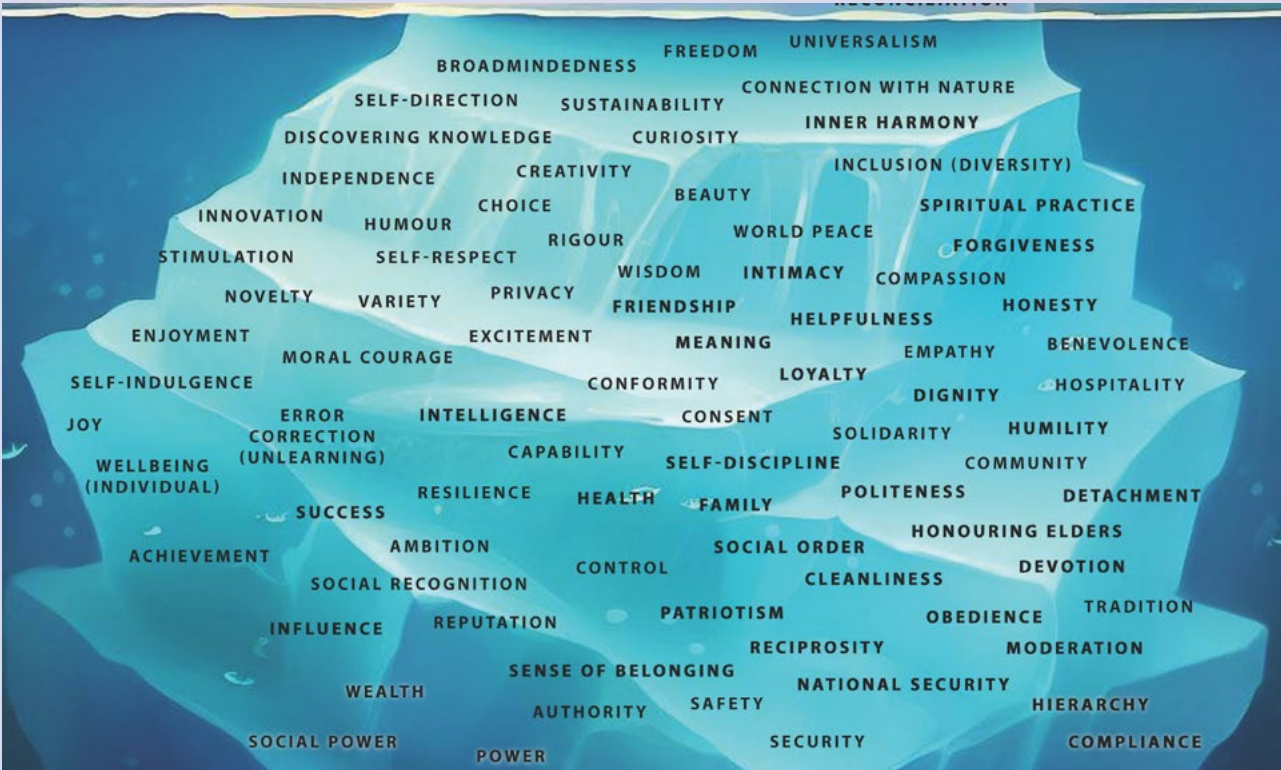 UNIVERSALISM
FREEDOM
BROADMINDEDNESS
CONNECTION WITH NATURE
SELF-DIRECTION
SUSTAINABILITY
INNER HARMONY
DISCOVERING KNOWLEDGE
CURIOSITY
INCLUSION (DIVERSITY)
CREATIVITY
INDEPENDENCE
BEAUTY
CHOICE
SPIRITUAL PRACTICE
INNOVATION
HUMOUR
WORLD PEACE
RIGOUR
FORGIVENESS
STIMULATION
SELF-RESPECT
WISDOM
INTIMACY
COMPASSION
PRIVACY
NOVELTY
VARIETY
FRIENDSHIP
HONESTY
HELPFULNESS
ENJOYMENT
EXCITEMENT
MEANING
BENEVOLENCE
EMPATHY
MORAL COURAGE
LOYALTY
SELF-INDULGENCE
CONFORMITY
HOSPITALITY
DIGNITY
ERROR
CORRECTION
(UNLEARNING)
INTELLIGENCE
CONSENT
JOY
SOLIDARITY
HUMILITY
CAPABILITY
SELF-DISCIPLINE
COMMUNITY
WELLBEING
(INDIVIDUAL)
RESILIENCE
HEALTH
POLITENESS
DETACHMENT
FAMILY
SUCCESS
HONOURING ELDERS
AMBITION
SOCIAL ORDER
ACHIEVEMENT
CONTROL
DEVOTION
CLEANLINESS
SOCIAL RECOGNITION
TRADITION
PATRIOTISM
OBEDIENCE
REPUTATION
INFLUENCE
RECIPROCITY
MODERATION
SENSE OF BELONGING
NATIONAL SECURITY
WEALTH
SAFETY
HIERARCHY
AUTHORITY
SOCIAL POWER
SECURITY
COMPLIANCE
POWER